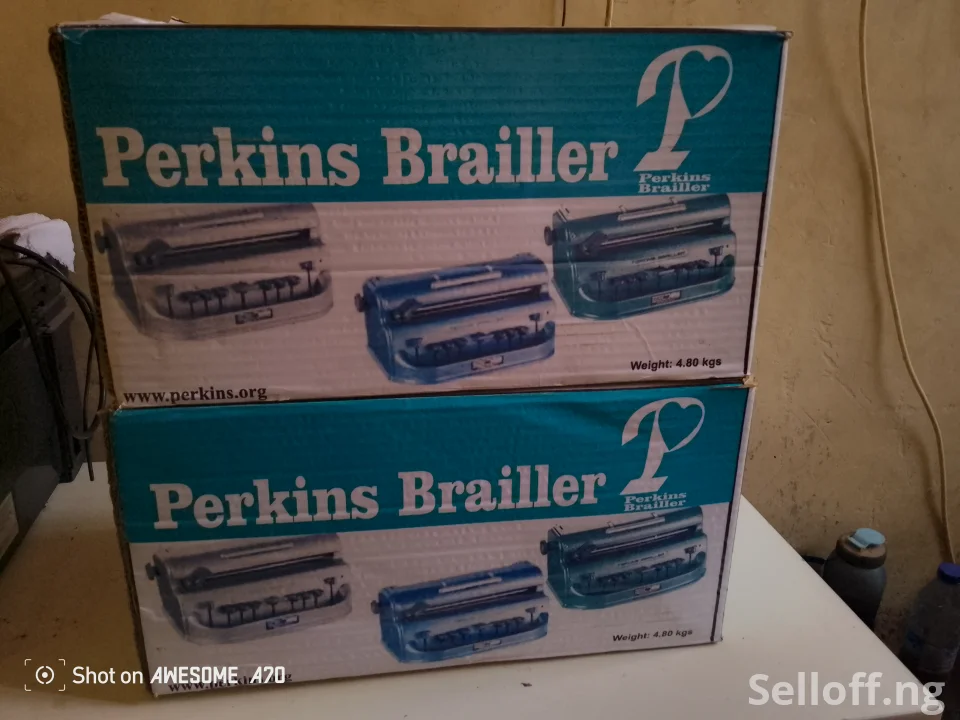 Perkins Brailler
Perkins
Brailler
Weight: 4.80 kgs
www.perkins.org
Perkins Brailler
Perkins
Brailler
Weight: 4.80 kgs
Shot on AWESOME A70
Selloff.ng